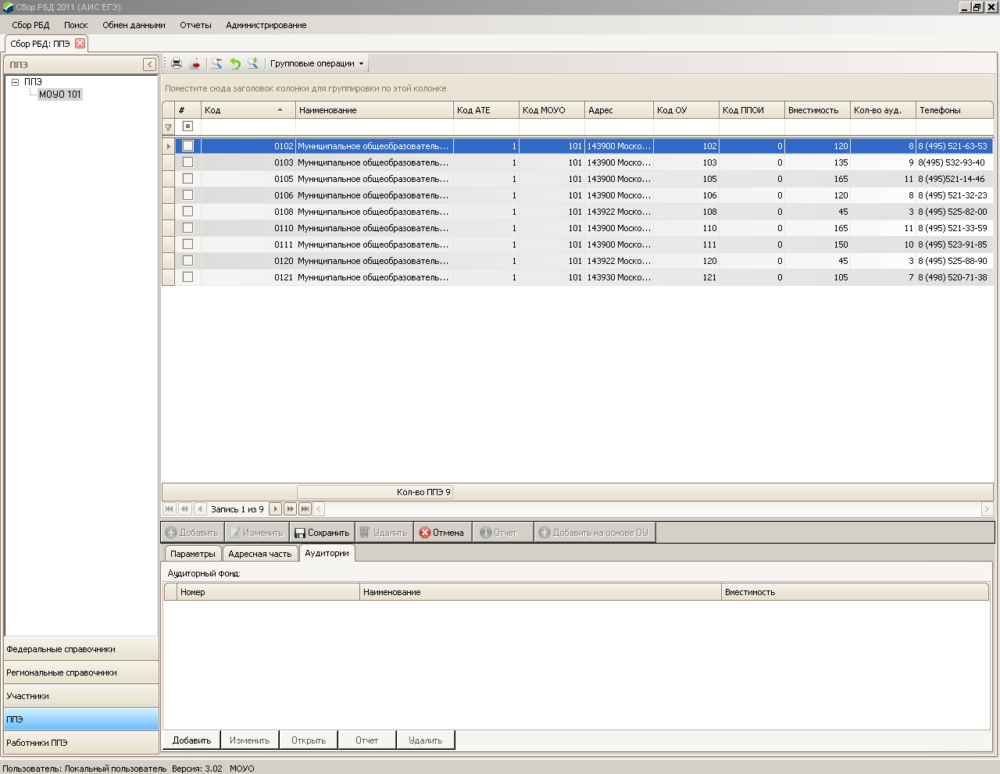 Сбор РБД 2011 (АИС ЕГЭ)
Сбор РБД Поиск Обмен данными Отчеты Администрирование
Сбор РБД: ППЭ
ППЭ
Групповые операции
ППЭ
МОУО 101
Поместите сюда заголовок колонки для группировки по этой колонке
# Код Наименование Код АТЕ Код МОУО Адрес Код ОУ Код ППОИ Вместимость Кол-во ауд. Телефоны
0102 Муниципальное общеобразователь... 1 101 143900 Моско... 102 0 120 8 8 (495) 521-63-53
0103 Муниципальное общеобразователь... 1 101 143900 Моско... 103 0 135 9 8(495) 532-93-40
0105 Муниципальное общеобразователь... 1 101 143900 Моско... 105 0 165 11 8 (495)521-14-46
0106 Муниципальное общеобразователь... 1 101 143900 Моско... 106 0 120 8 8 (495) 521-32-23
0108 Муниципальное общеобразователь... 1 101 143922 Моско... 108 0 45 3 8 (495) 525-82-00
0110 Муниципальное общеобразователь... 1 101 143900 Моско... 110 0 165 11 8 (495) 521-33-59
0111 Муниципальное общеобразователь... 1 101 143900 Моско... 111 0 150 10 8 (495) 523-91-85
0120 Муниципальное общеобразователь... 1 101 143922 Моско... 120 0 45 3 8 (495) 525-88-90
0121 Муниципальное общеобразователь... 1 101 143930 Моско... 121 0 105 7 8 (498) 520-71-38
Кол-во ППЭ 9
Запись 1 из 9
Добавить Изменить Сохранить Удалить Отмена Отчет Добавить на основе ОУ
Параметры Адресная часть Аудитории
Аудиторный фонд:
Номер Наименование Вместимость
Федеральные справочники
Региональные справочники
Участники
ППЭ
Работники ППЭ
Добавить Изменить Открыть Отчет Удалить
Пользователь: Локальный пользователь Версия: 3.02 МОУО